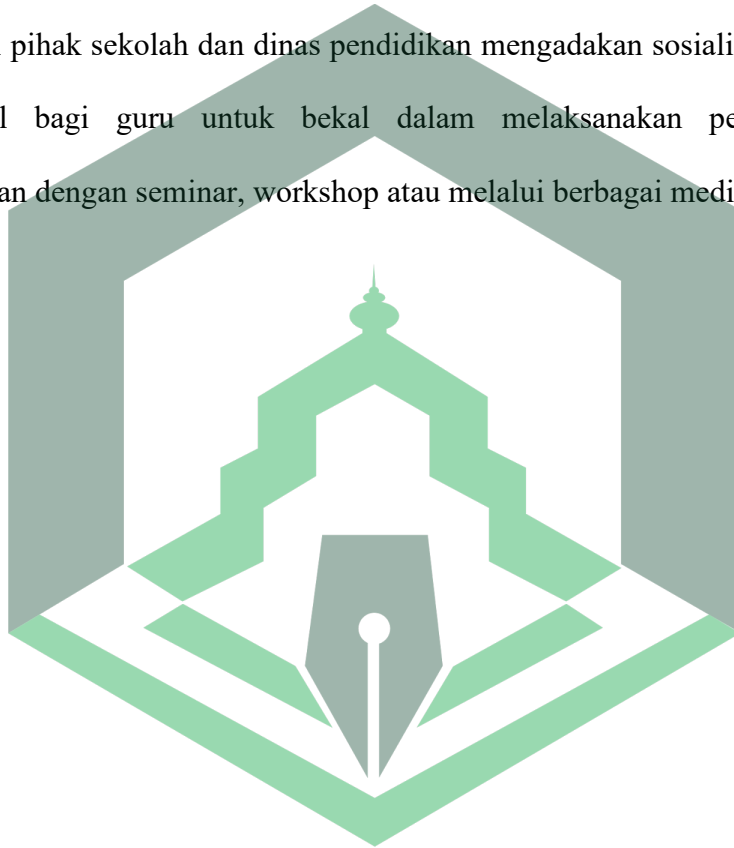 pihak sekolah dan dinas pendidikan mengadakan
bagi guru untuk bekal dalam melaksanakan
dengan seminar, workshop atau melalui berbagai